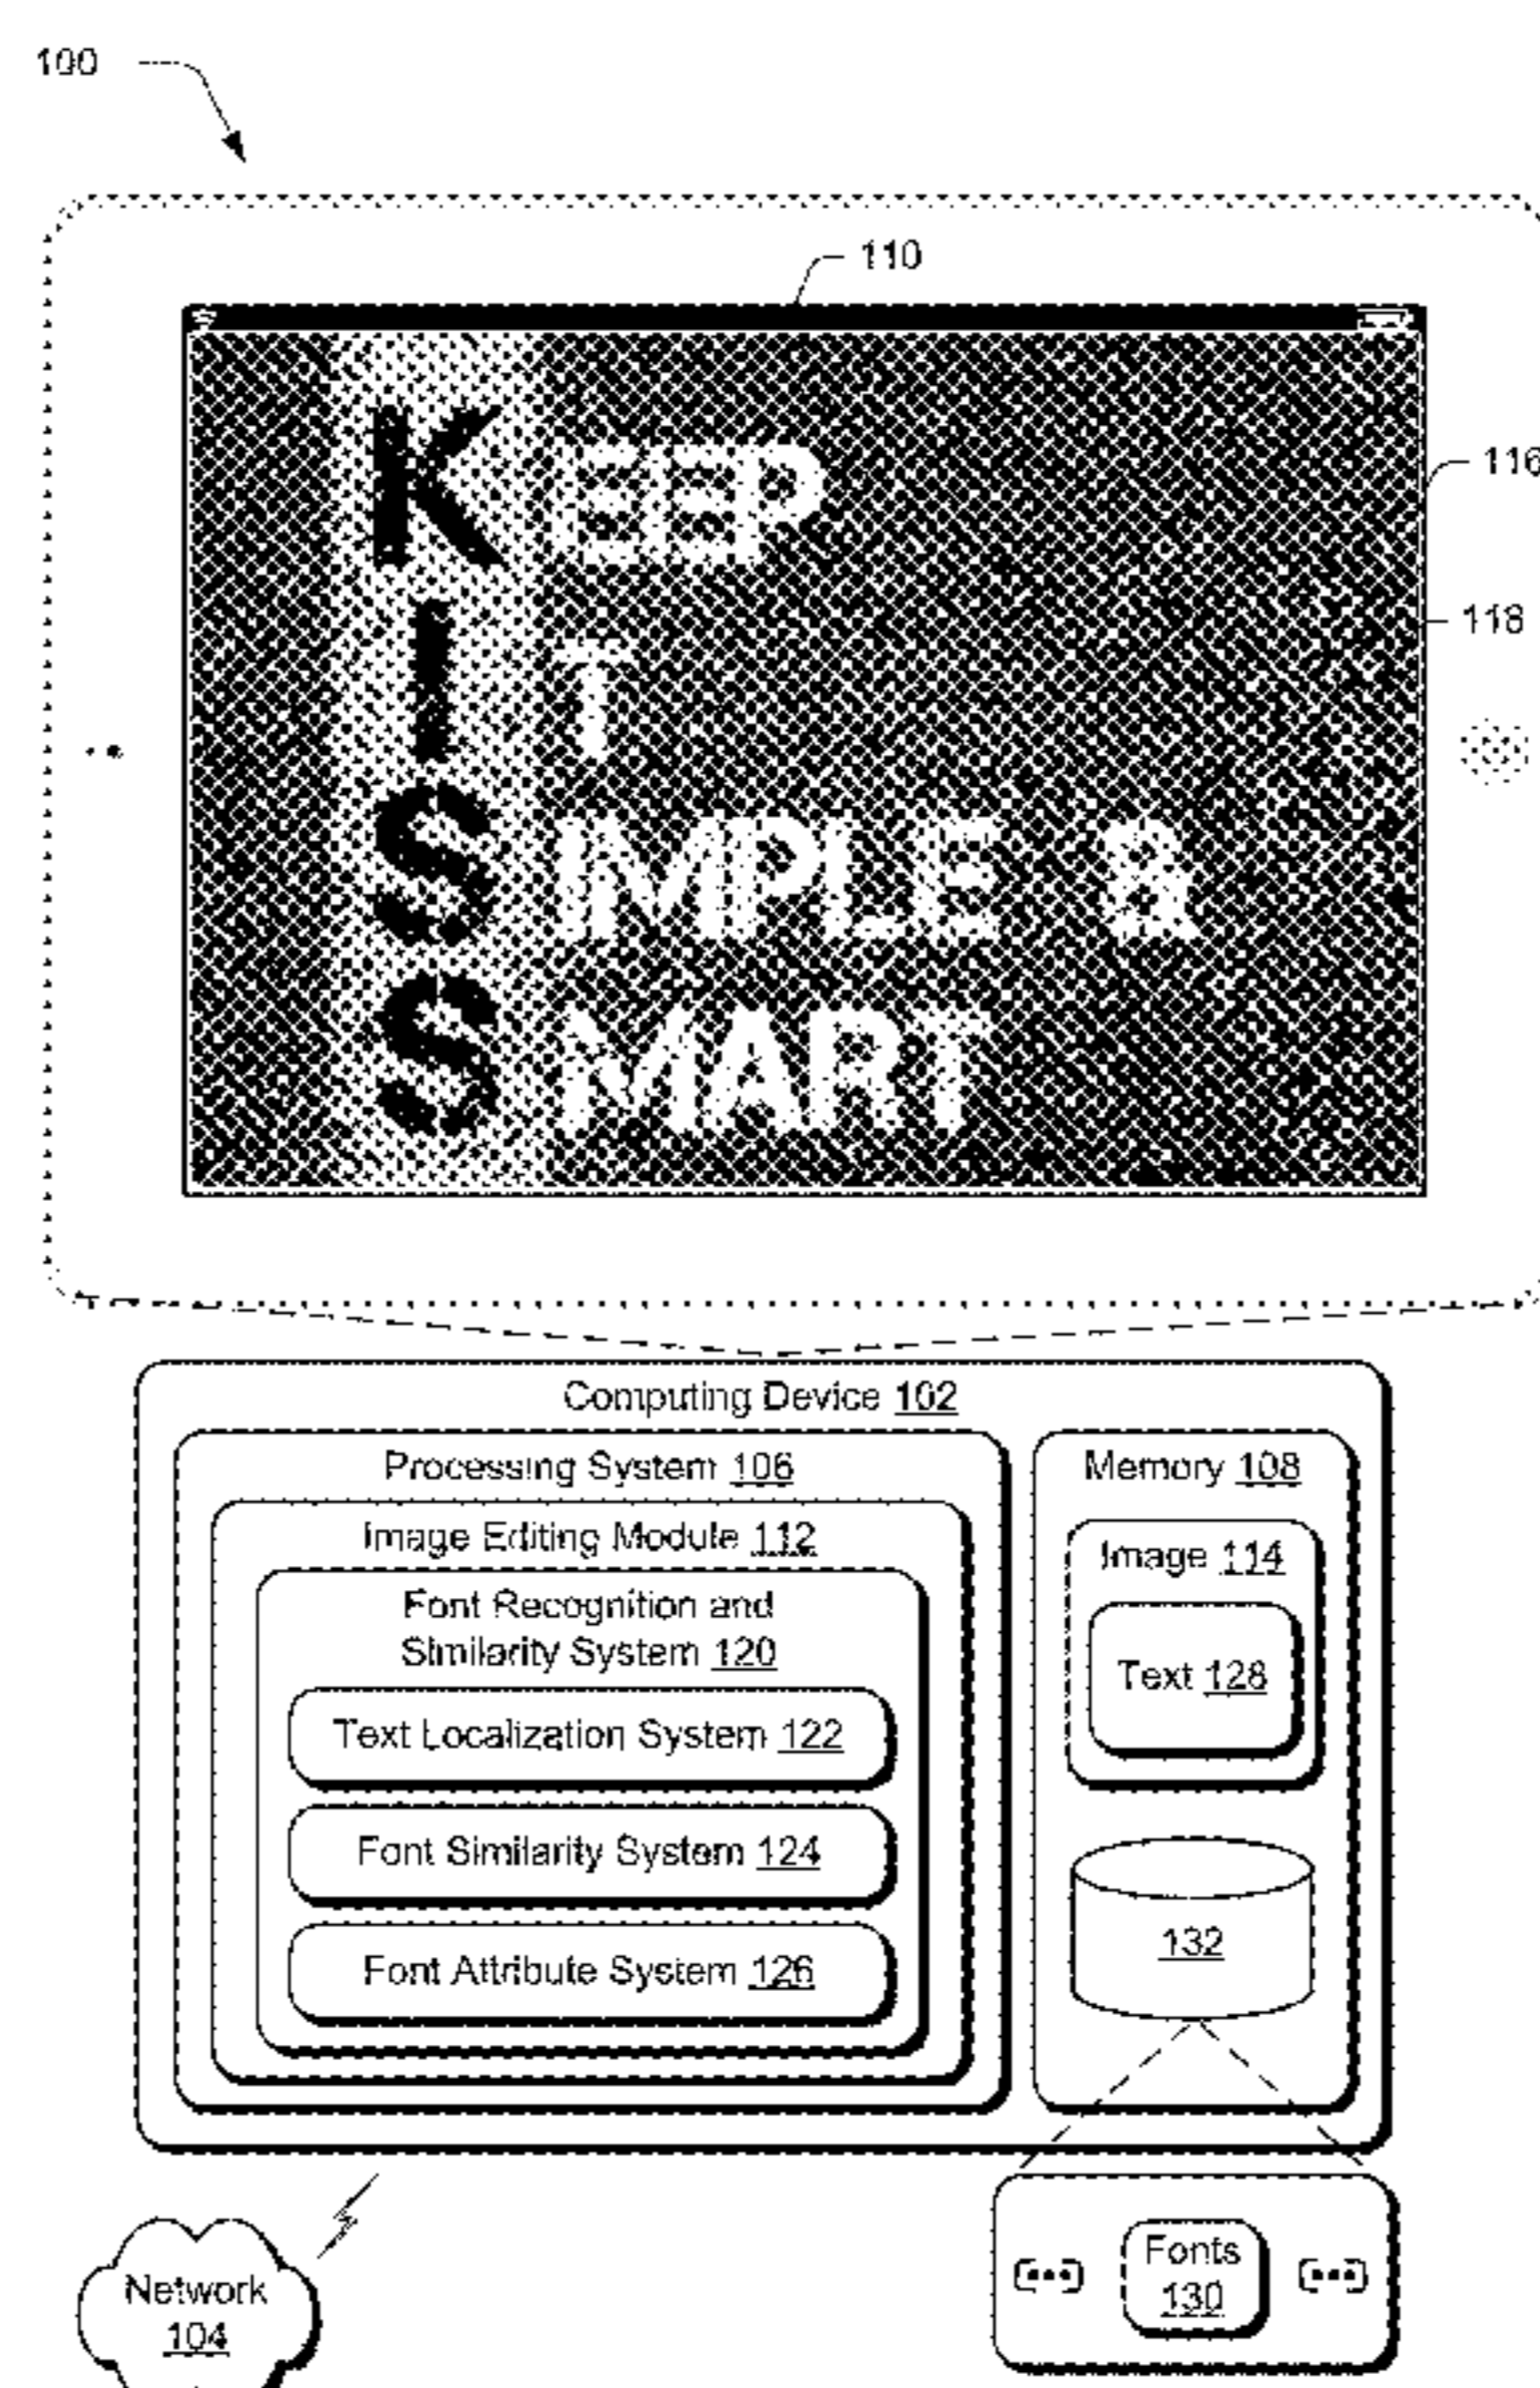 100
110
KEEP
116
IT
118
SIMPLE &
SMART
Computing Device 102
Processing System 106
Memory 108
Image Editing Module 112
Image 114
Font Recognition and
Similarity System 120
Text 128
Text Localization System 122
Font Similarity System 124
132
Font Attribute System 126
Fonts
130
Network
104